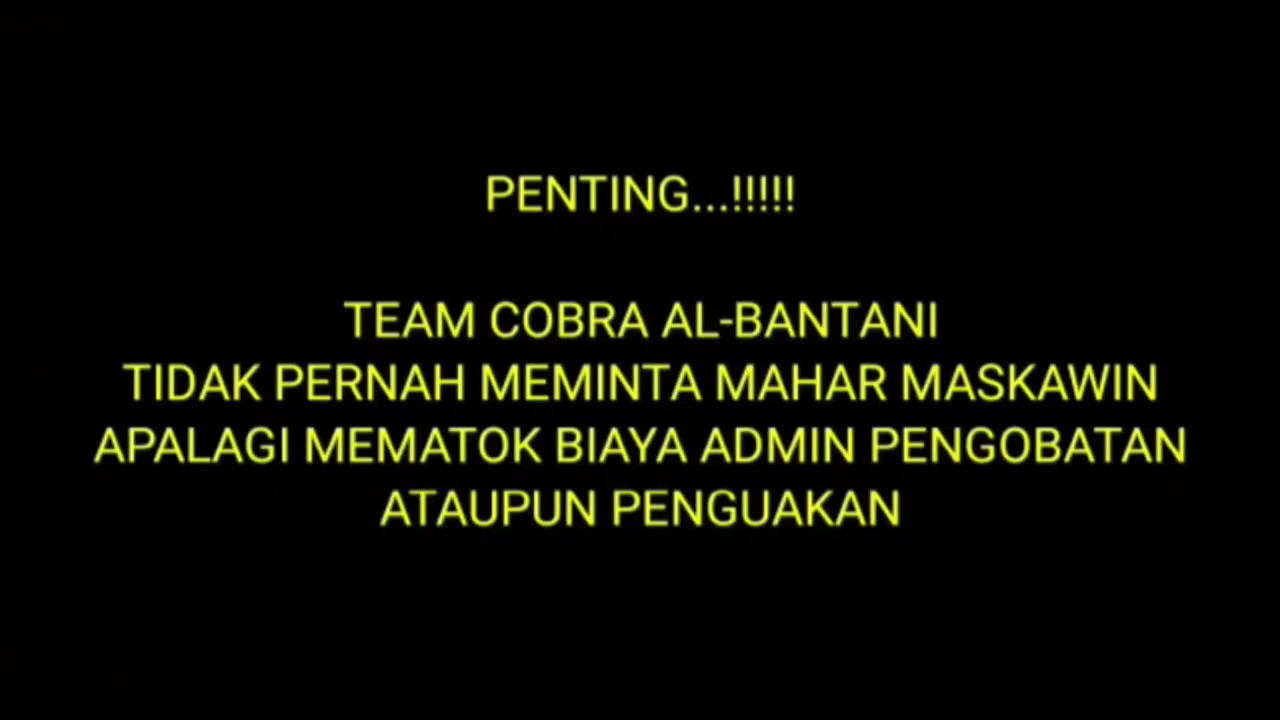 PENTING...!!!!!
TEAM COBRA AL-BANTANI
TIDAK PERNAH MEMINTA MAHAR MASKAWIN
APALAGI MEMATOK BIAYA ADMIN PENGOBATAN
ATAUPUN PENGUAKAN